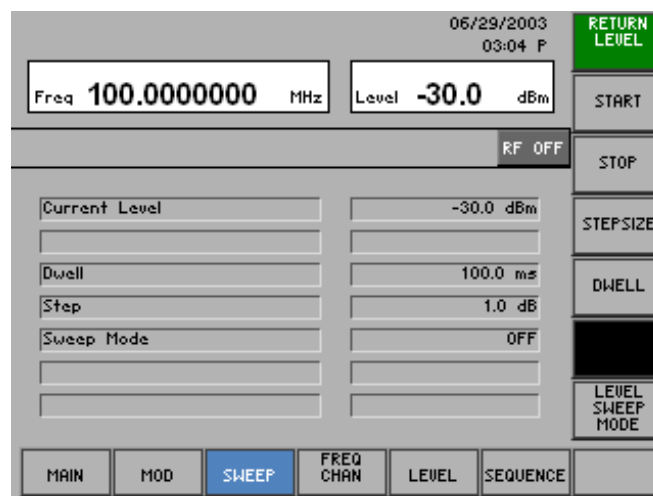 06/29/2003
03:04 P
Freq 100.0000000 MHz
Level -30.0 dBm
RF OFF
Current Level -30.0 dBm
Dwell 100.0 ms
Step 1.0 dB
Sweep Mode OFF
RETURN
LEVEL
START
STOP
STEPSIZE
DWELL
LEVEL
SWEEP
MODE
MAIN
MOD
SWEEP
FREQ
CHAN
LEVEL
SEQUENCE